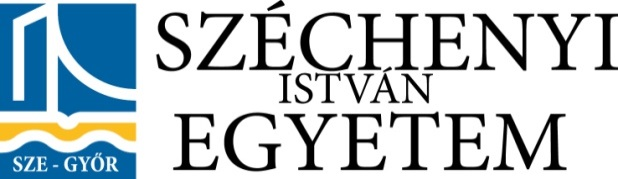 SZÉCHENYI
ISTVÁN
EGYETEM
SZE - GYŐR